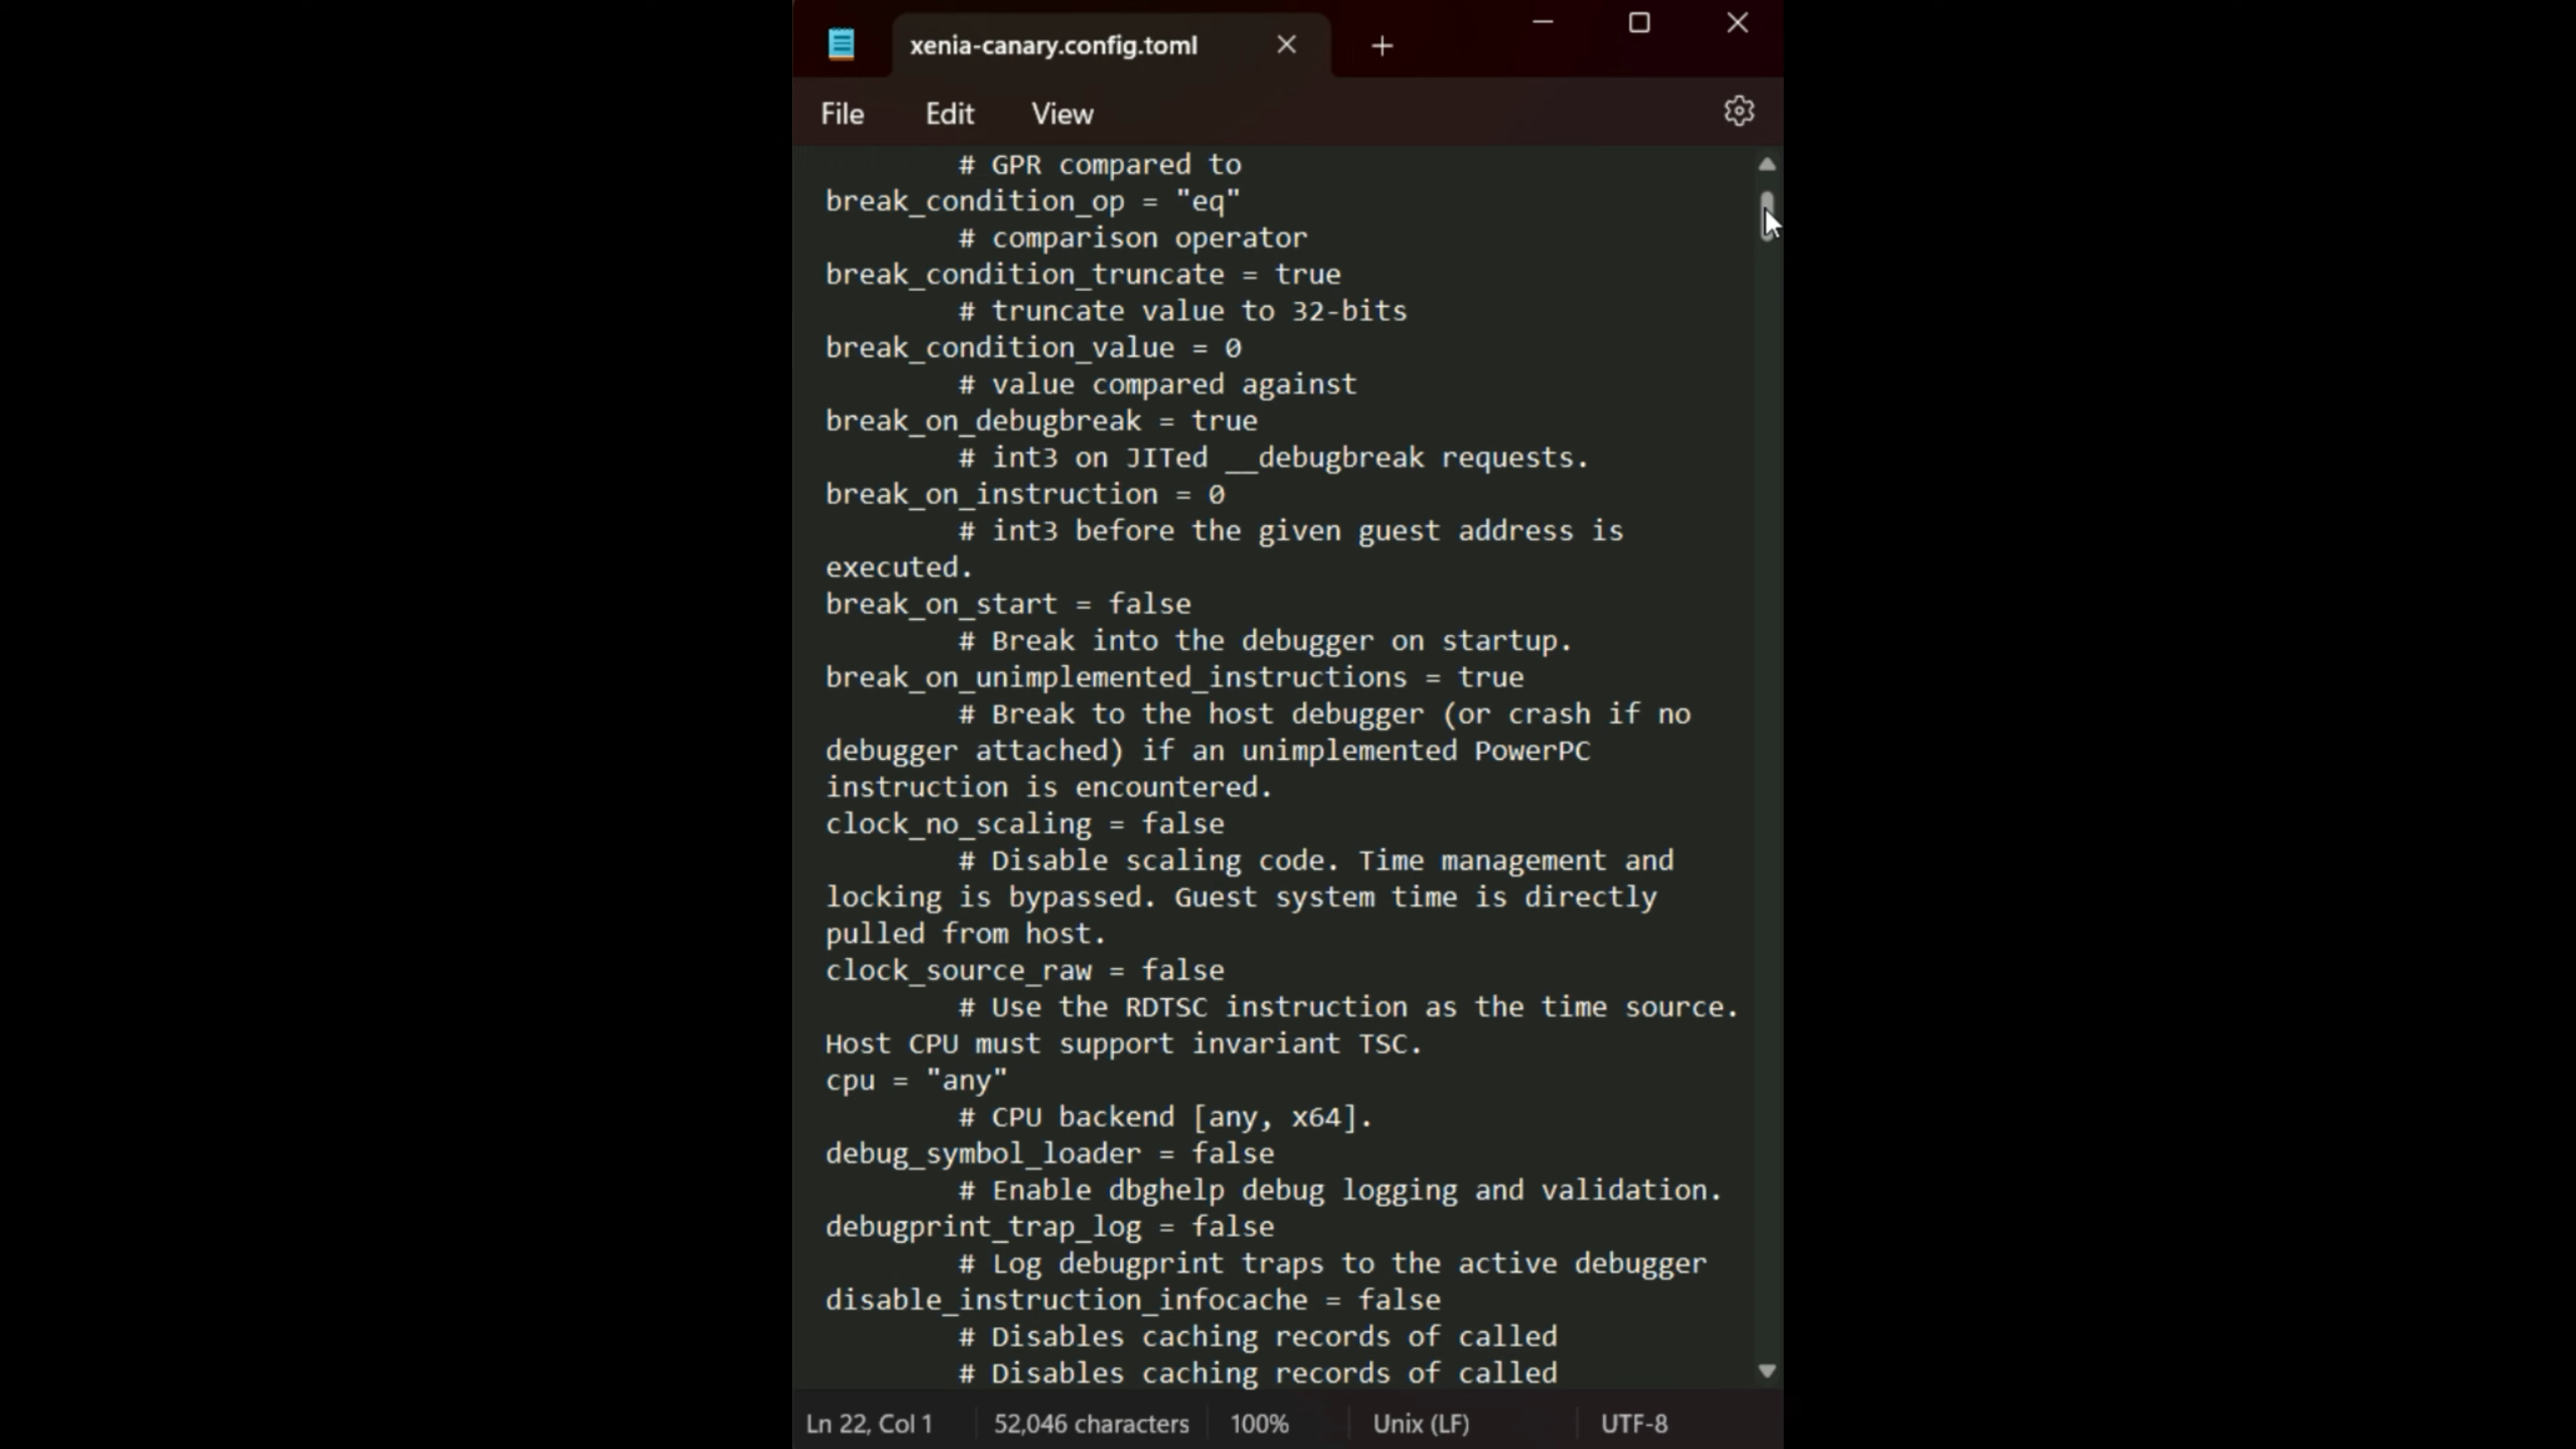 xenia-canary.config.toml
File Edit View
# GPR compared to
break_condition_op = "eq"
# comparison operator
break_condition_truncate = true
# truncate value to 32-bits
break_condition_value = 0
# value compared against
break_on_debugbreak = true
# int3 on JITed __debugbreak requests.
break_on_instruction = 0
# int3 before the given guest address is
executed.
break_on_start = false
# Break into the debugger on startup.
break_on_unimplemented_instructions = true
# Break to the host debugger (or crash if no
debugger attached) if an unimplemented PowerPC
instruction is encountered.
clock_no_scaling = false
# Disable scaling code. Time management and
locking is bypassed. Guest system time is directly
pulled from host.
clock_source_raw = false
# Use the RDTSC instruction as the time source.
Host CPU must support invariant TSC.
cpu = "any"
# CPU backend [any, x64].
debug_symbol_loader = false
# Enable dbghelp debug logging and validation.
debugprint_trap_log = false
# Log debugprint traps to the active debugger
disable_instruction_infocache = false
# Disables caching records of called
# Disables caching records of called
Ln 22, Col 1 52,046 characters 100% Unix (LF) UTF-8